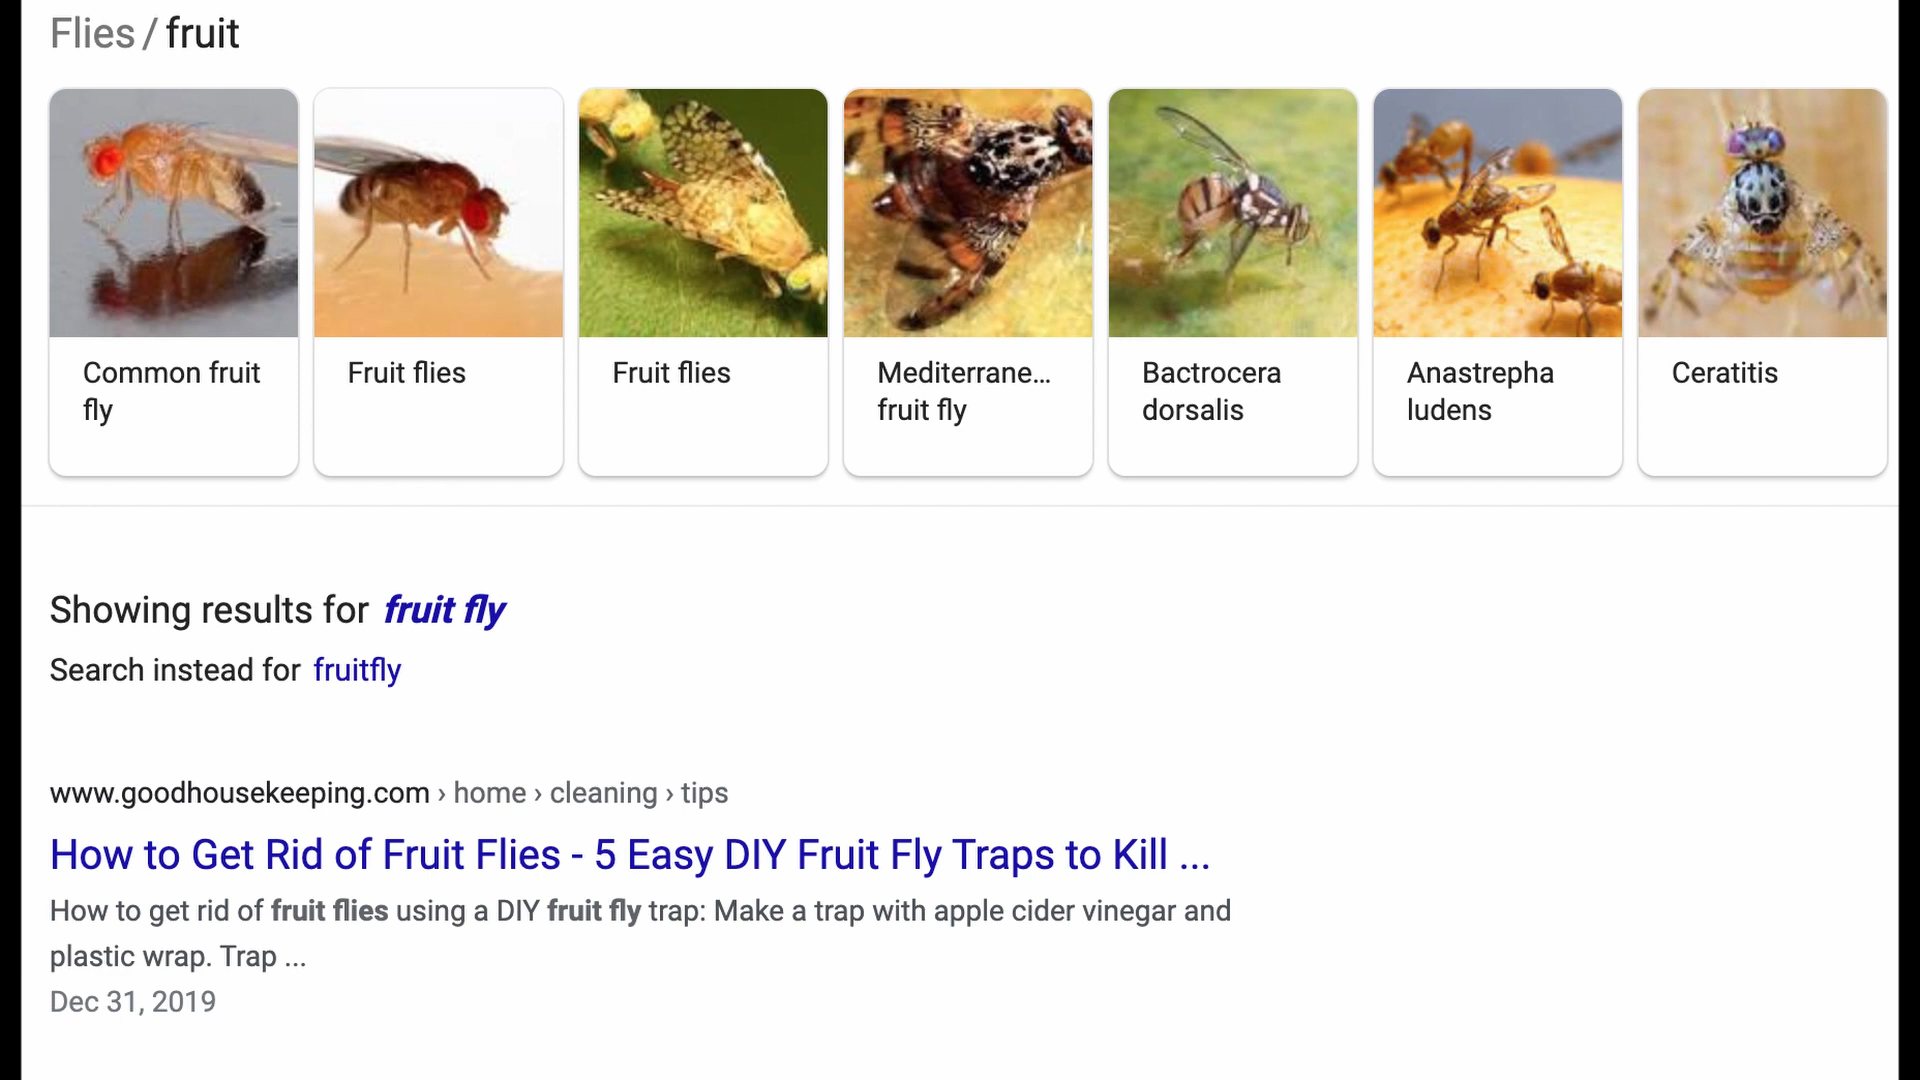 Flies / fruit
Common fruit
fly
Fruit flies
Fruit flies
Mediterrane...
fruit fly
Bactrocera
dorsalis
Anastrepha
ludens
Ceratitis
Showing results for fruit fly
Search instead for fruitfly
www.goodhousekeeping.com › home › cleaning › tips
How to Get Rid of Fruit Flies - 5 Easy DIY Fruit Fly Traps to Kill ...
How to get rid of fruit flies using a DIY fruit fly trap: Make a trap with apple cider vinegar and
plastic wrap. Trap ...
Dec 31, 2019